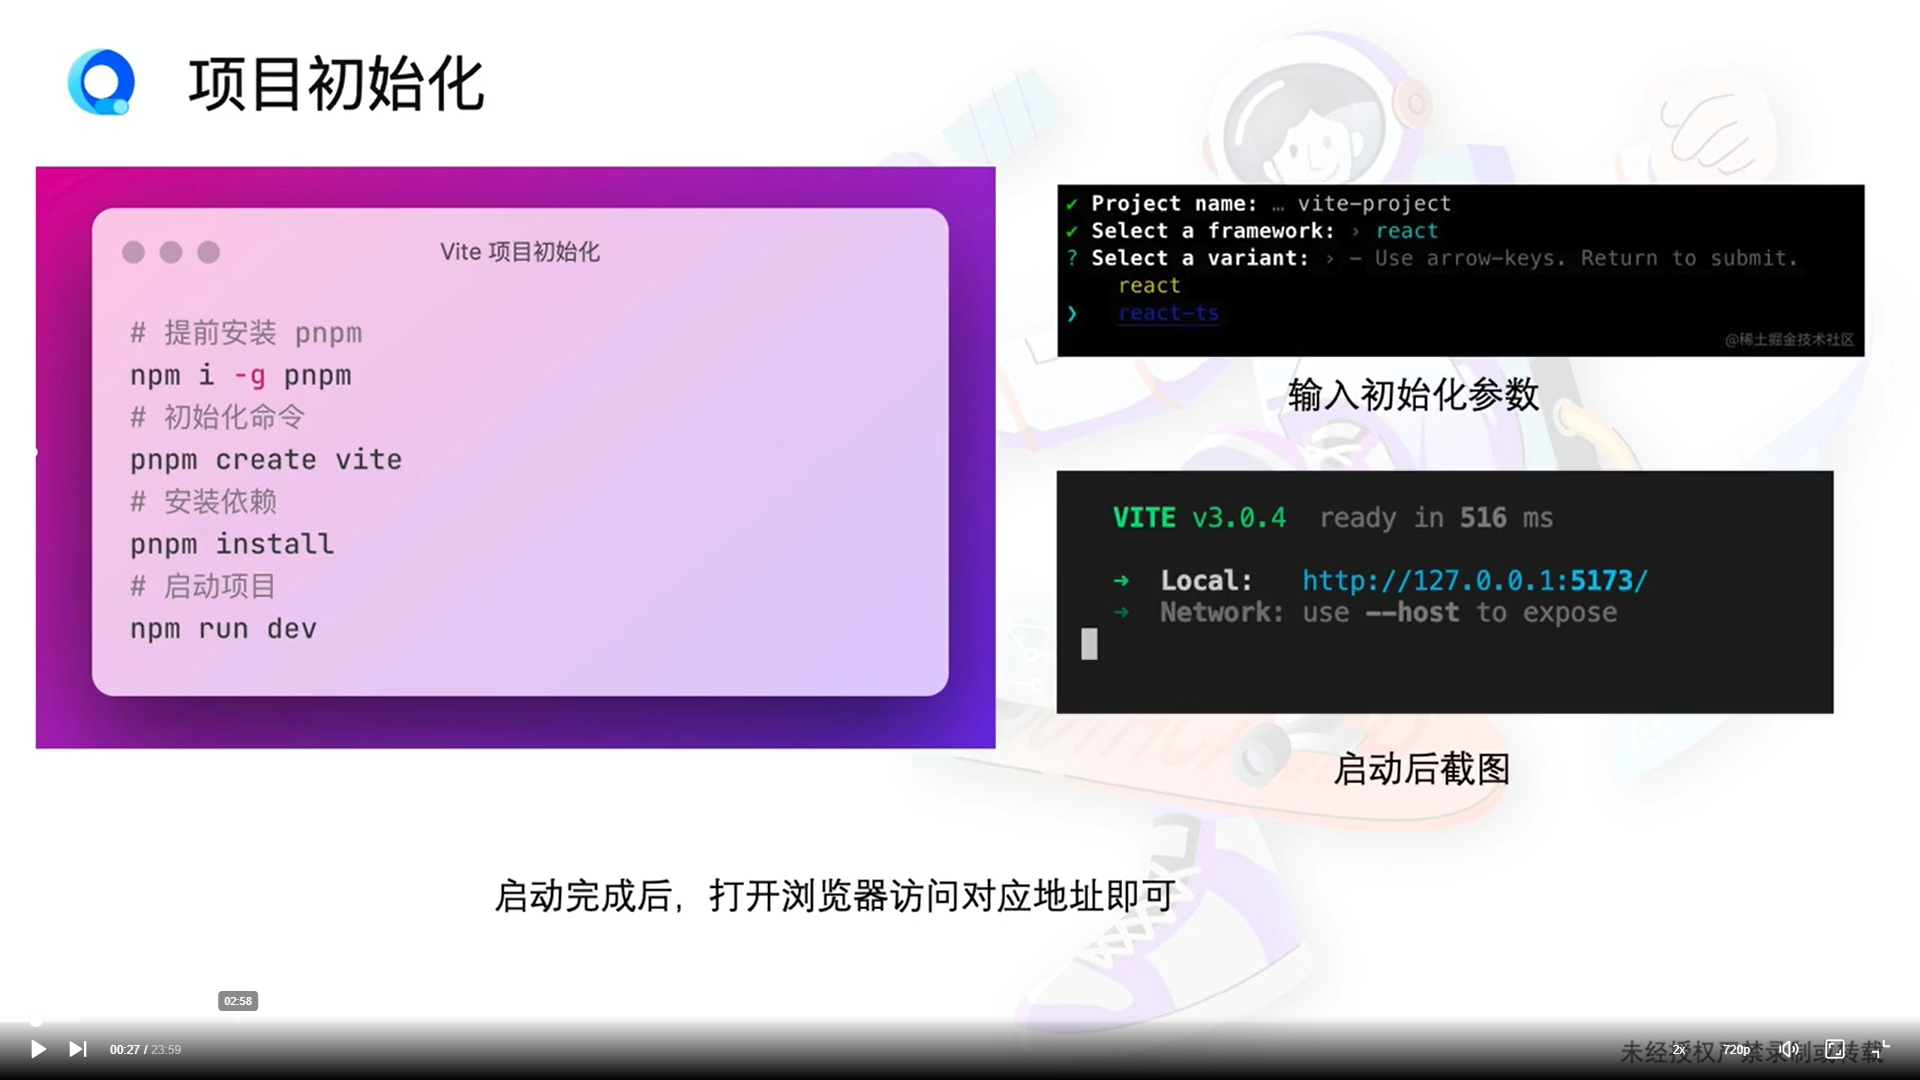 项目初始化
Vite 项目初始化
# 提前安装 pnpm
npm i -g pnpm
# 初始化命令
pnpm create vite
# 安装依赖
pnpm install
# 启动项目
npm run dev
✔ Project name: … vite-project
✔ Select a framework: › react
? Select a variant: › - Use arrow-keys. Return to submit.
react
❯ react-ts
@稀土掘金技术社区
输入初始化参数
VITE v3.0.4 ready in 516 ms
➜ Local: http://127.0.0.1:5173/
➜ Network: use --host to expose
启动后截图
启动完成后，打开浏览器访问对应地址即可
02:58
00:27 / 23:59
2x
720p
未经授权严禁录制或转载